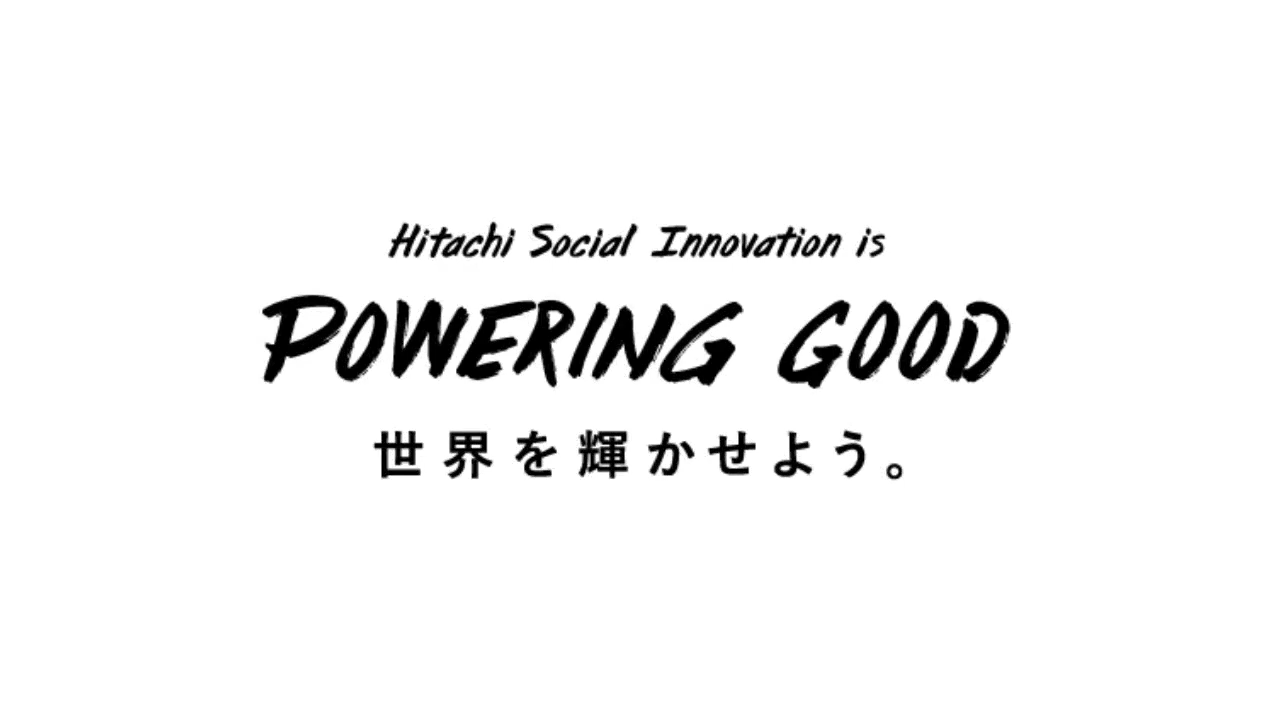 Hitachi Social Innovation is
POWERING GOOD
世界を輝かせよう。